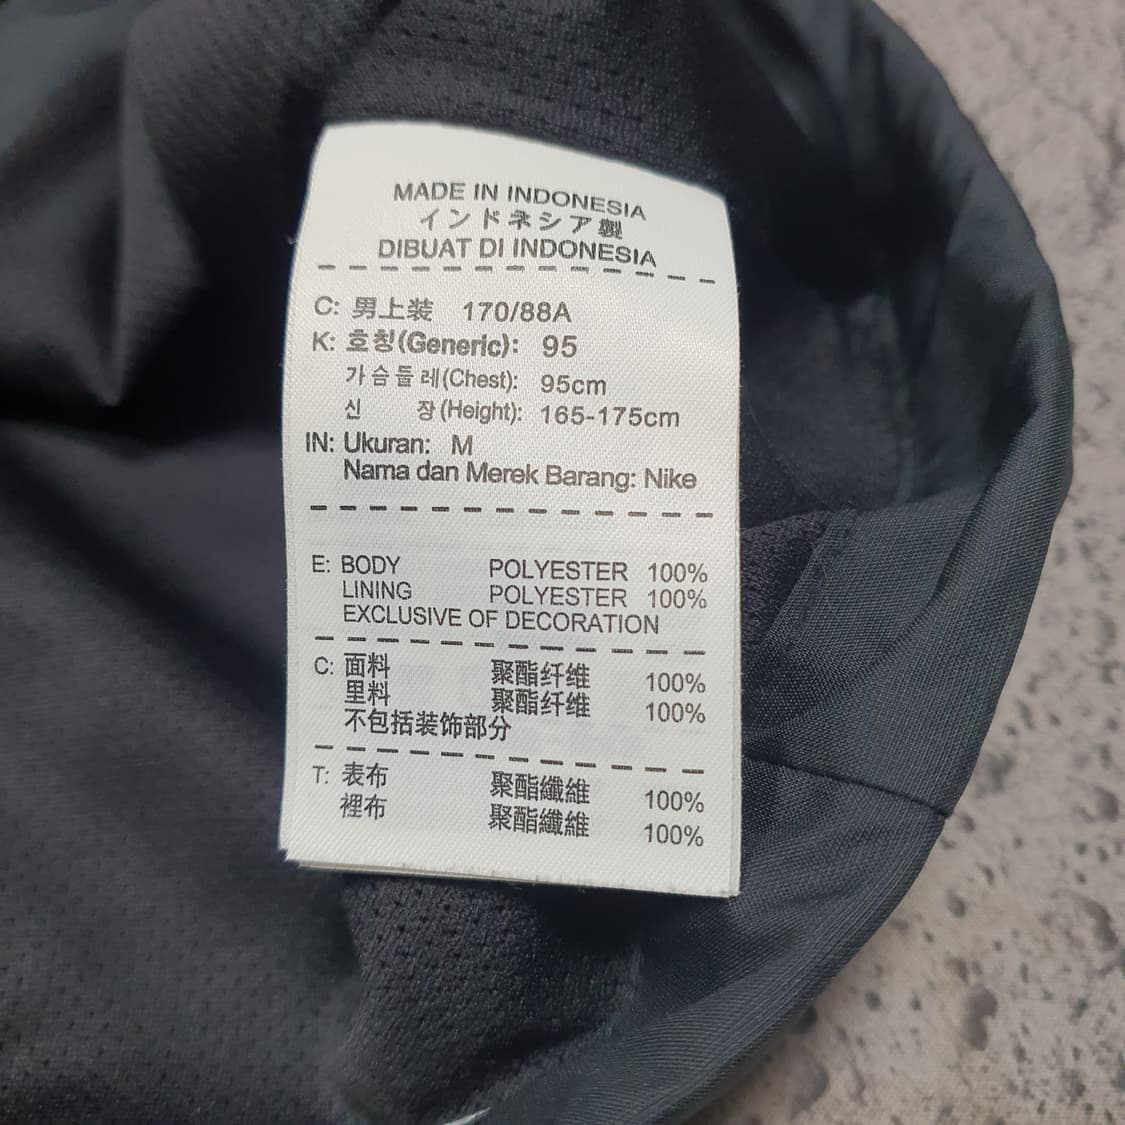 MADE IN INDONESIA
インドネシア製
DIBUAT DI INDONESIA
C: 男上装 170/88A
K: 호칭(Generic): 95
가슴둘레(Chest): 95cm
신 장(Height): 165-175cm
IN: Ukuran: M
Nama dan Merek Barang: Nike
E: BODY POLYESTER 100%
LINING POLYESTER 100%
EXCLUSIVE OF DECORATION
C: 面料 聚酯纤维 100%
里料 聚酯纤维 100%
不包括装饰部分
T: 表布 聚酯纖維 100%
裡布 聚酯纖維 100%